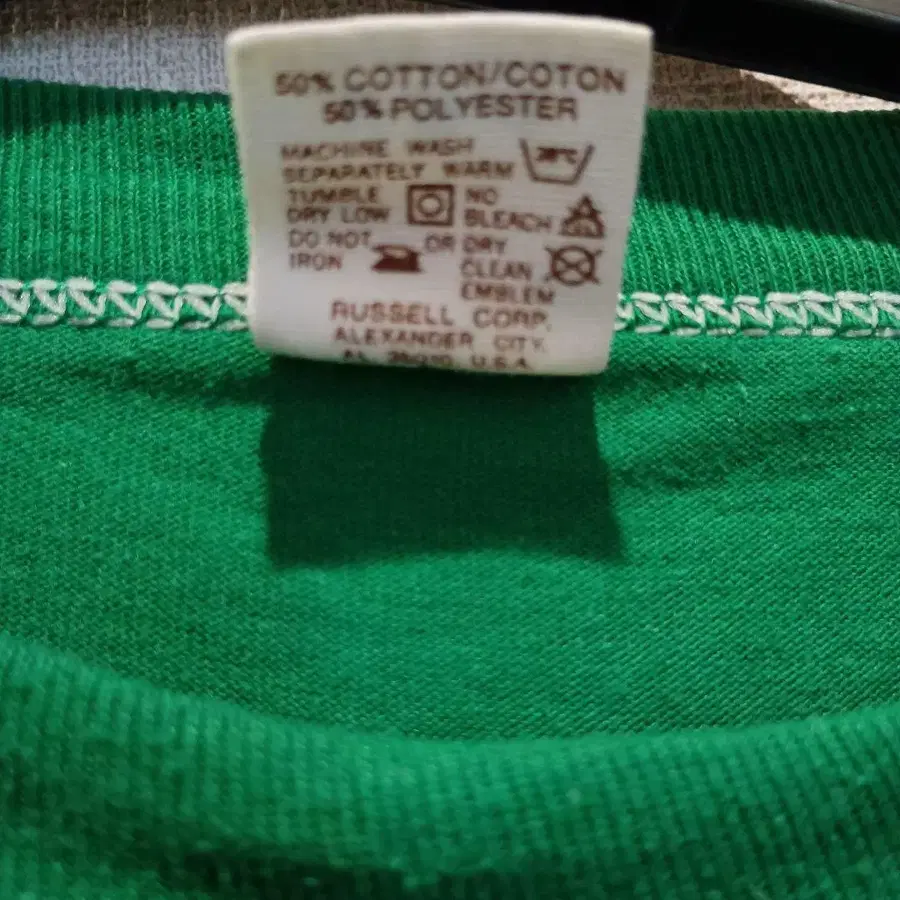 50% COTTON/COTON
50% POLYESTER
MACHINE WASH
SEPARATELY WARM
TUMBLE
DRY LOW
NO
BLEACH
DO NOT
IRON
OR DRY
CLEAN
EMBLEM
RUSSELL CORP.
ALEXANDER CITY,
AL. U.S.A.